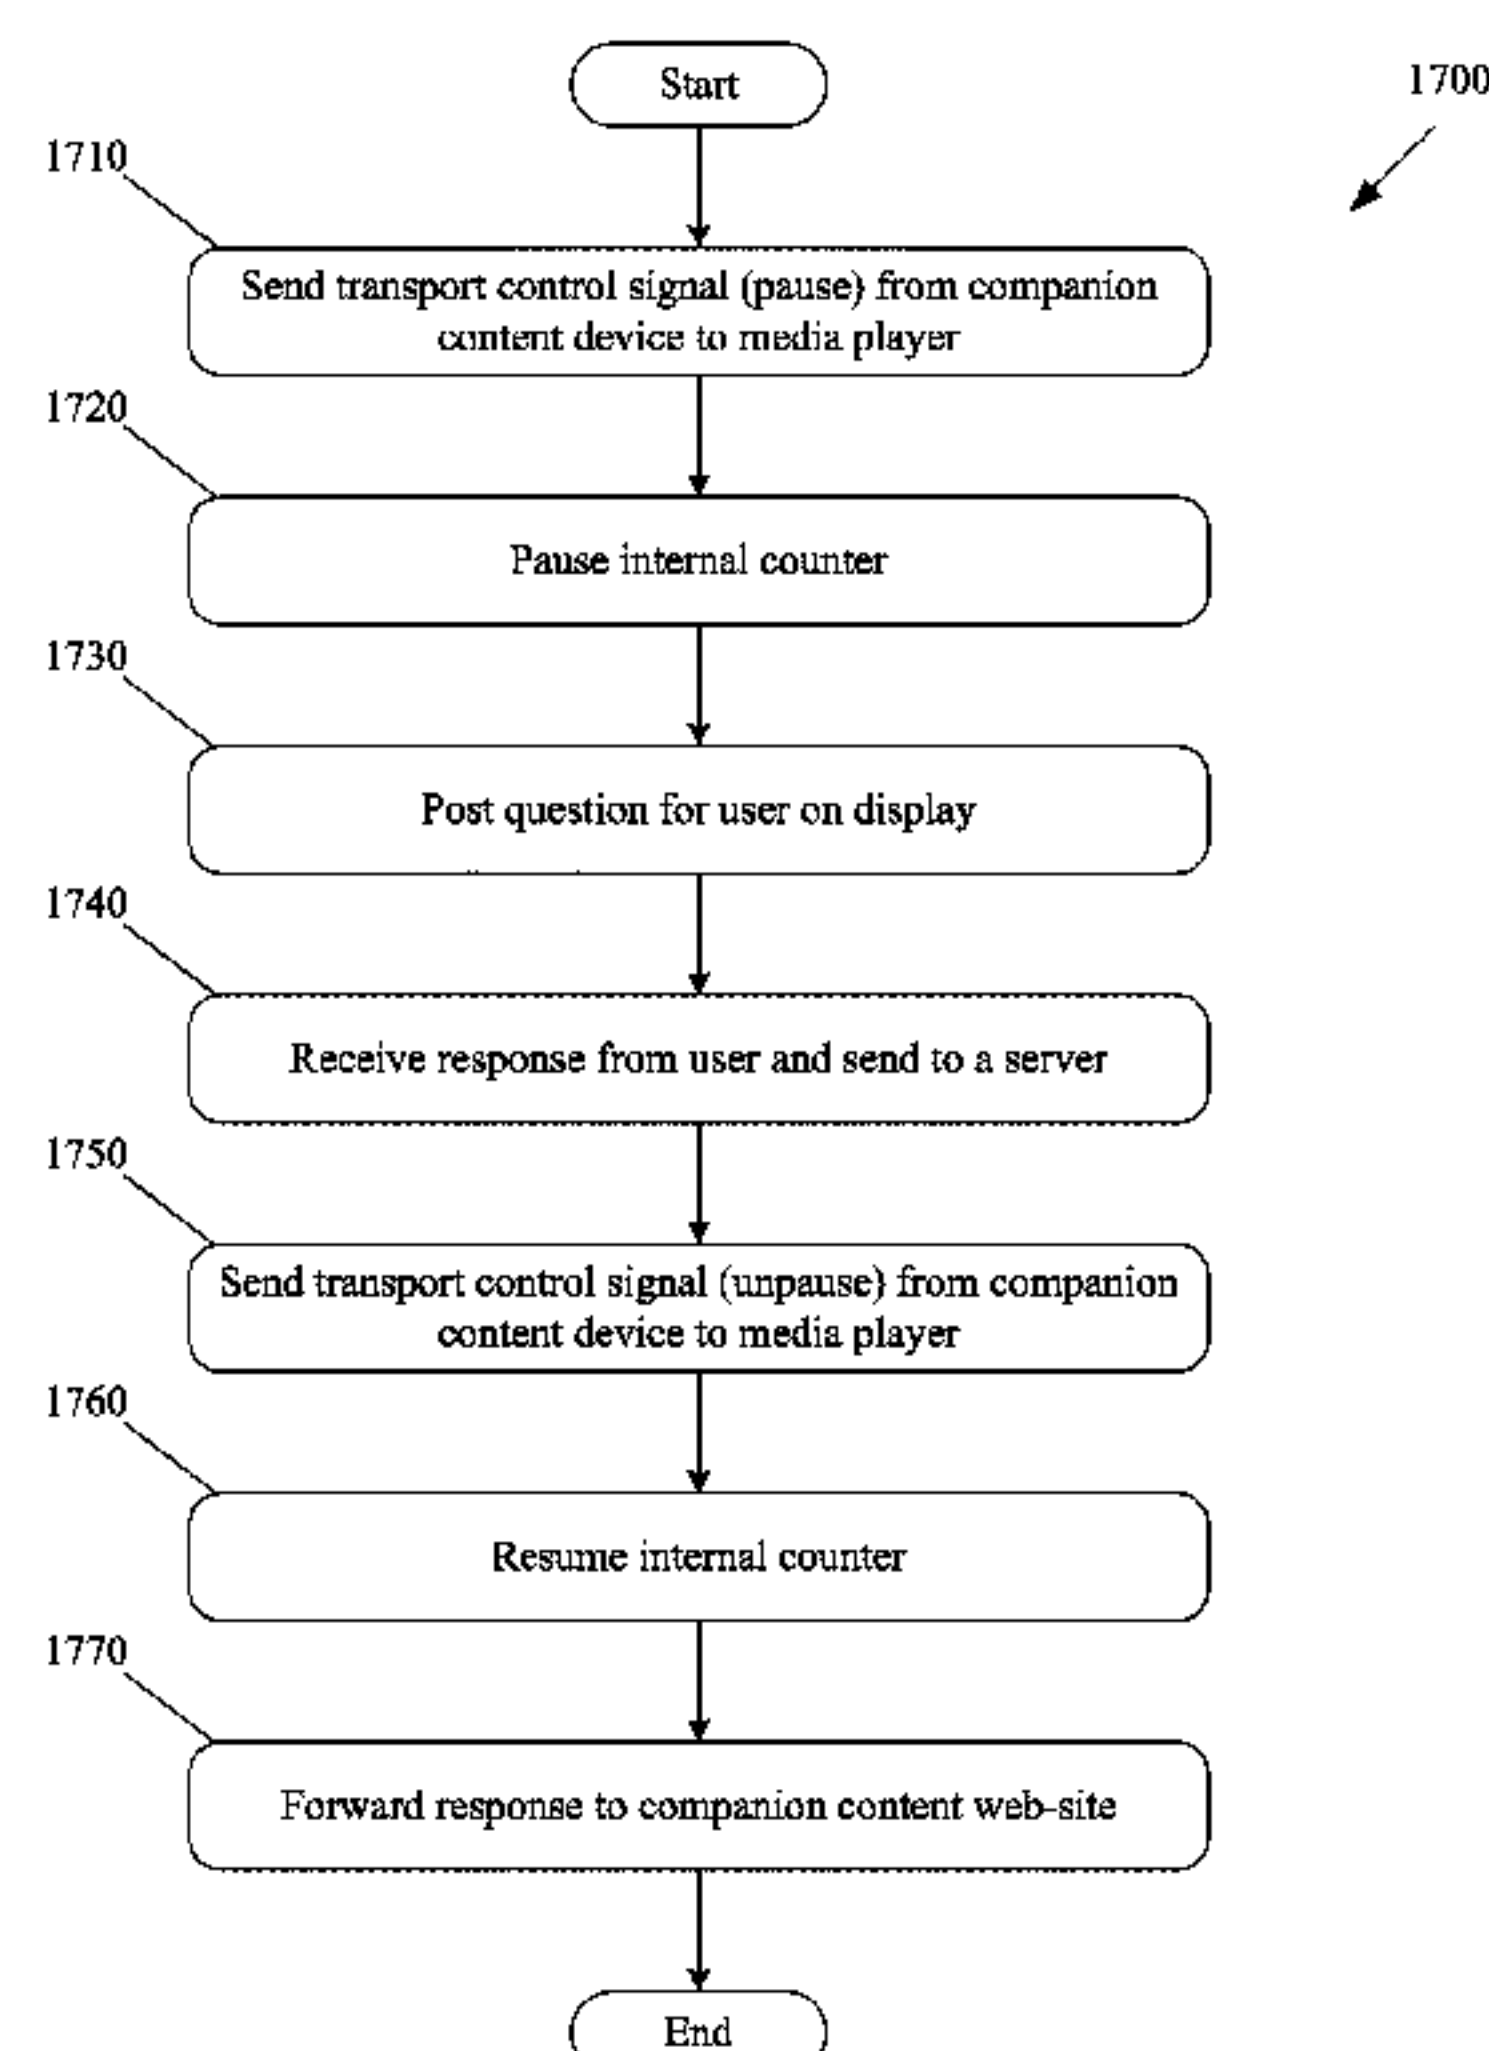 Start
1700
1710
Send transport control signal (pause) from companion
content device to media player
1720
Pause internal counter
1730
Post question for user on display
1740
Receive response from user and send to a server
1750
Send transport control signal (unpause) from companion
content device to media player
1760
Resume internal counter
1770
Forward response to companion content web-site
End